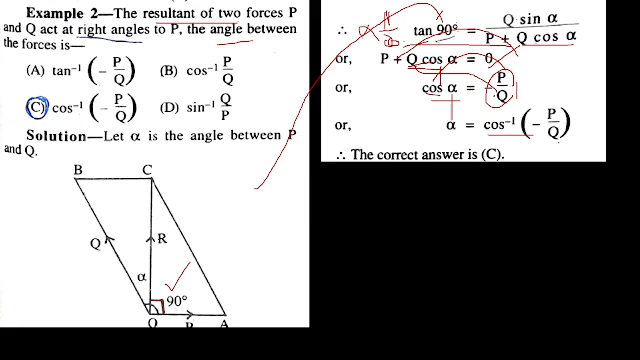 Example 2—The resultant of two forces P
and Q act at right angles to P, the angle between
the forces is—
(A) tan⁻¹ (− P/Q) (B) cos⁻¹ P/Q
(C) cos⁻¹ (− P/Q) (D) sin⁻¹ Q/P
Solution—Let α is the angle between P
and Q.
B C
Q R
α
90°
O P A
∴ tan 90° = Q sin α / P + Q cos α
or, P + Q cos α = 0
or, cos α = − P/Q
or, α = cos⁻¹ (− P/Q)
∴ The correct answer is (C).